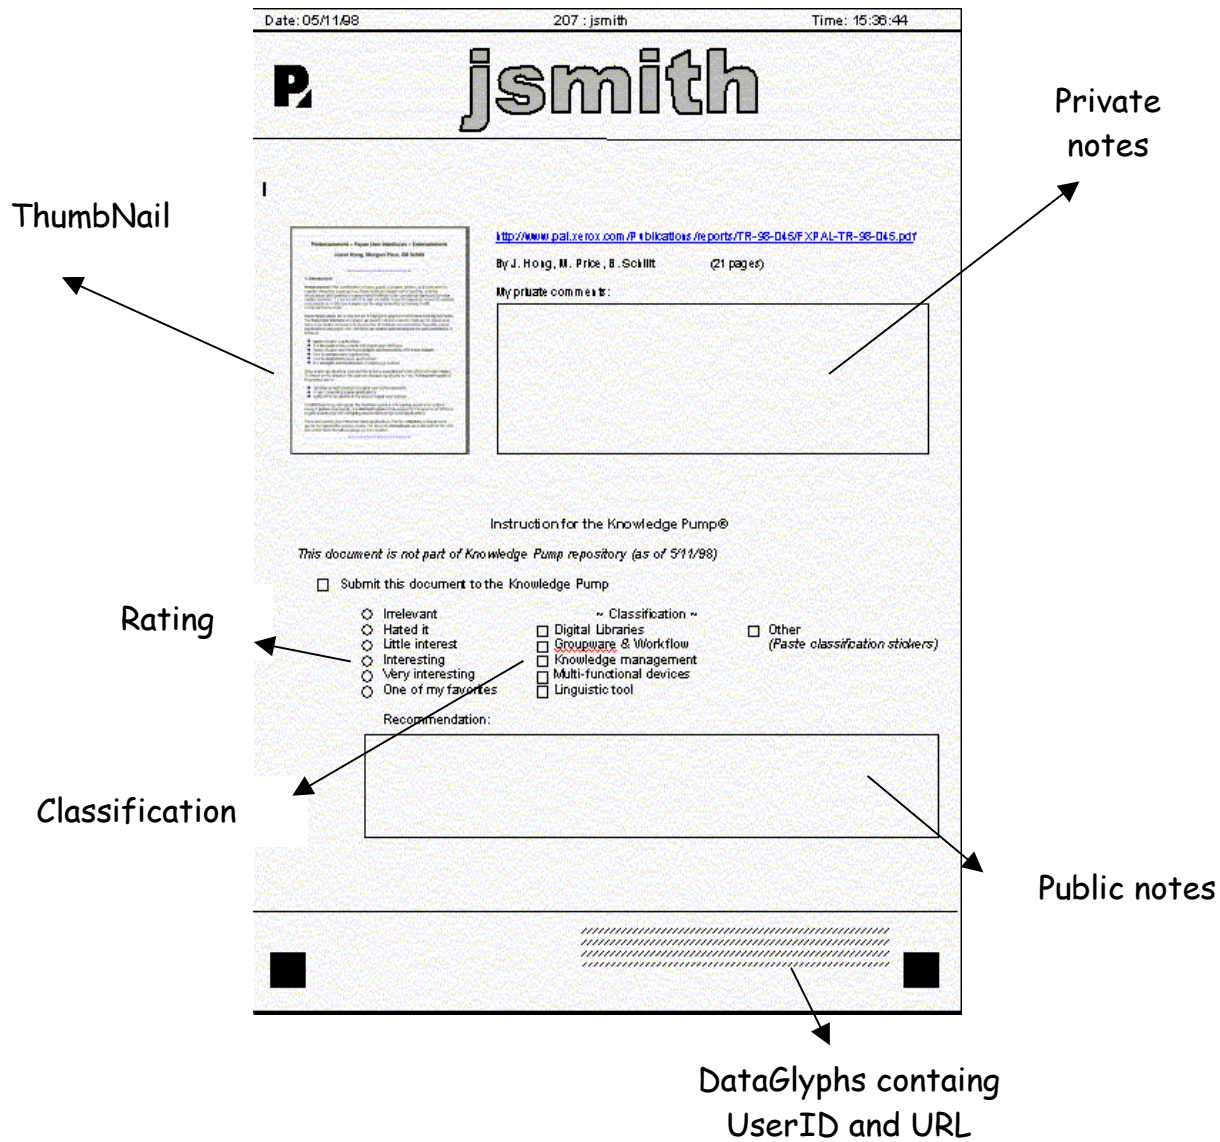 Date: 05/11/98 207 : jsmith Time: 15:36:44
P
jsmith
Private
notes
ThumbNail
http://www.pal.xerox.com/Publications/reports/TR-98-045/FXPAL-TR-98-045.pdf
By J. Hong, M. Price, B. Schilit (21 pages)
My private comments:
Instruction for the Knowledge Pump®
This document is not part of Knowledge Pump repository (as of 5/11/98)
Submit this document to the Knowledge Pump
Rating
Irrelevant
Hated it
Little interest
Interesting
Very interesting
One of my favorites
~ Classification ~
Digital Libraries
Groupware & Workflow
Knowledge management
Multi-functional devices
Linguistic tool
Other
(Paste classification stickers)
Recommendation:
Classification
Public notes
DataGlyphs containg
UserID and URL